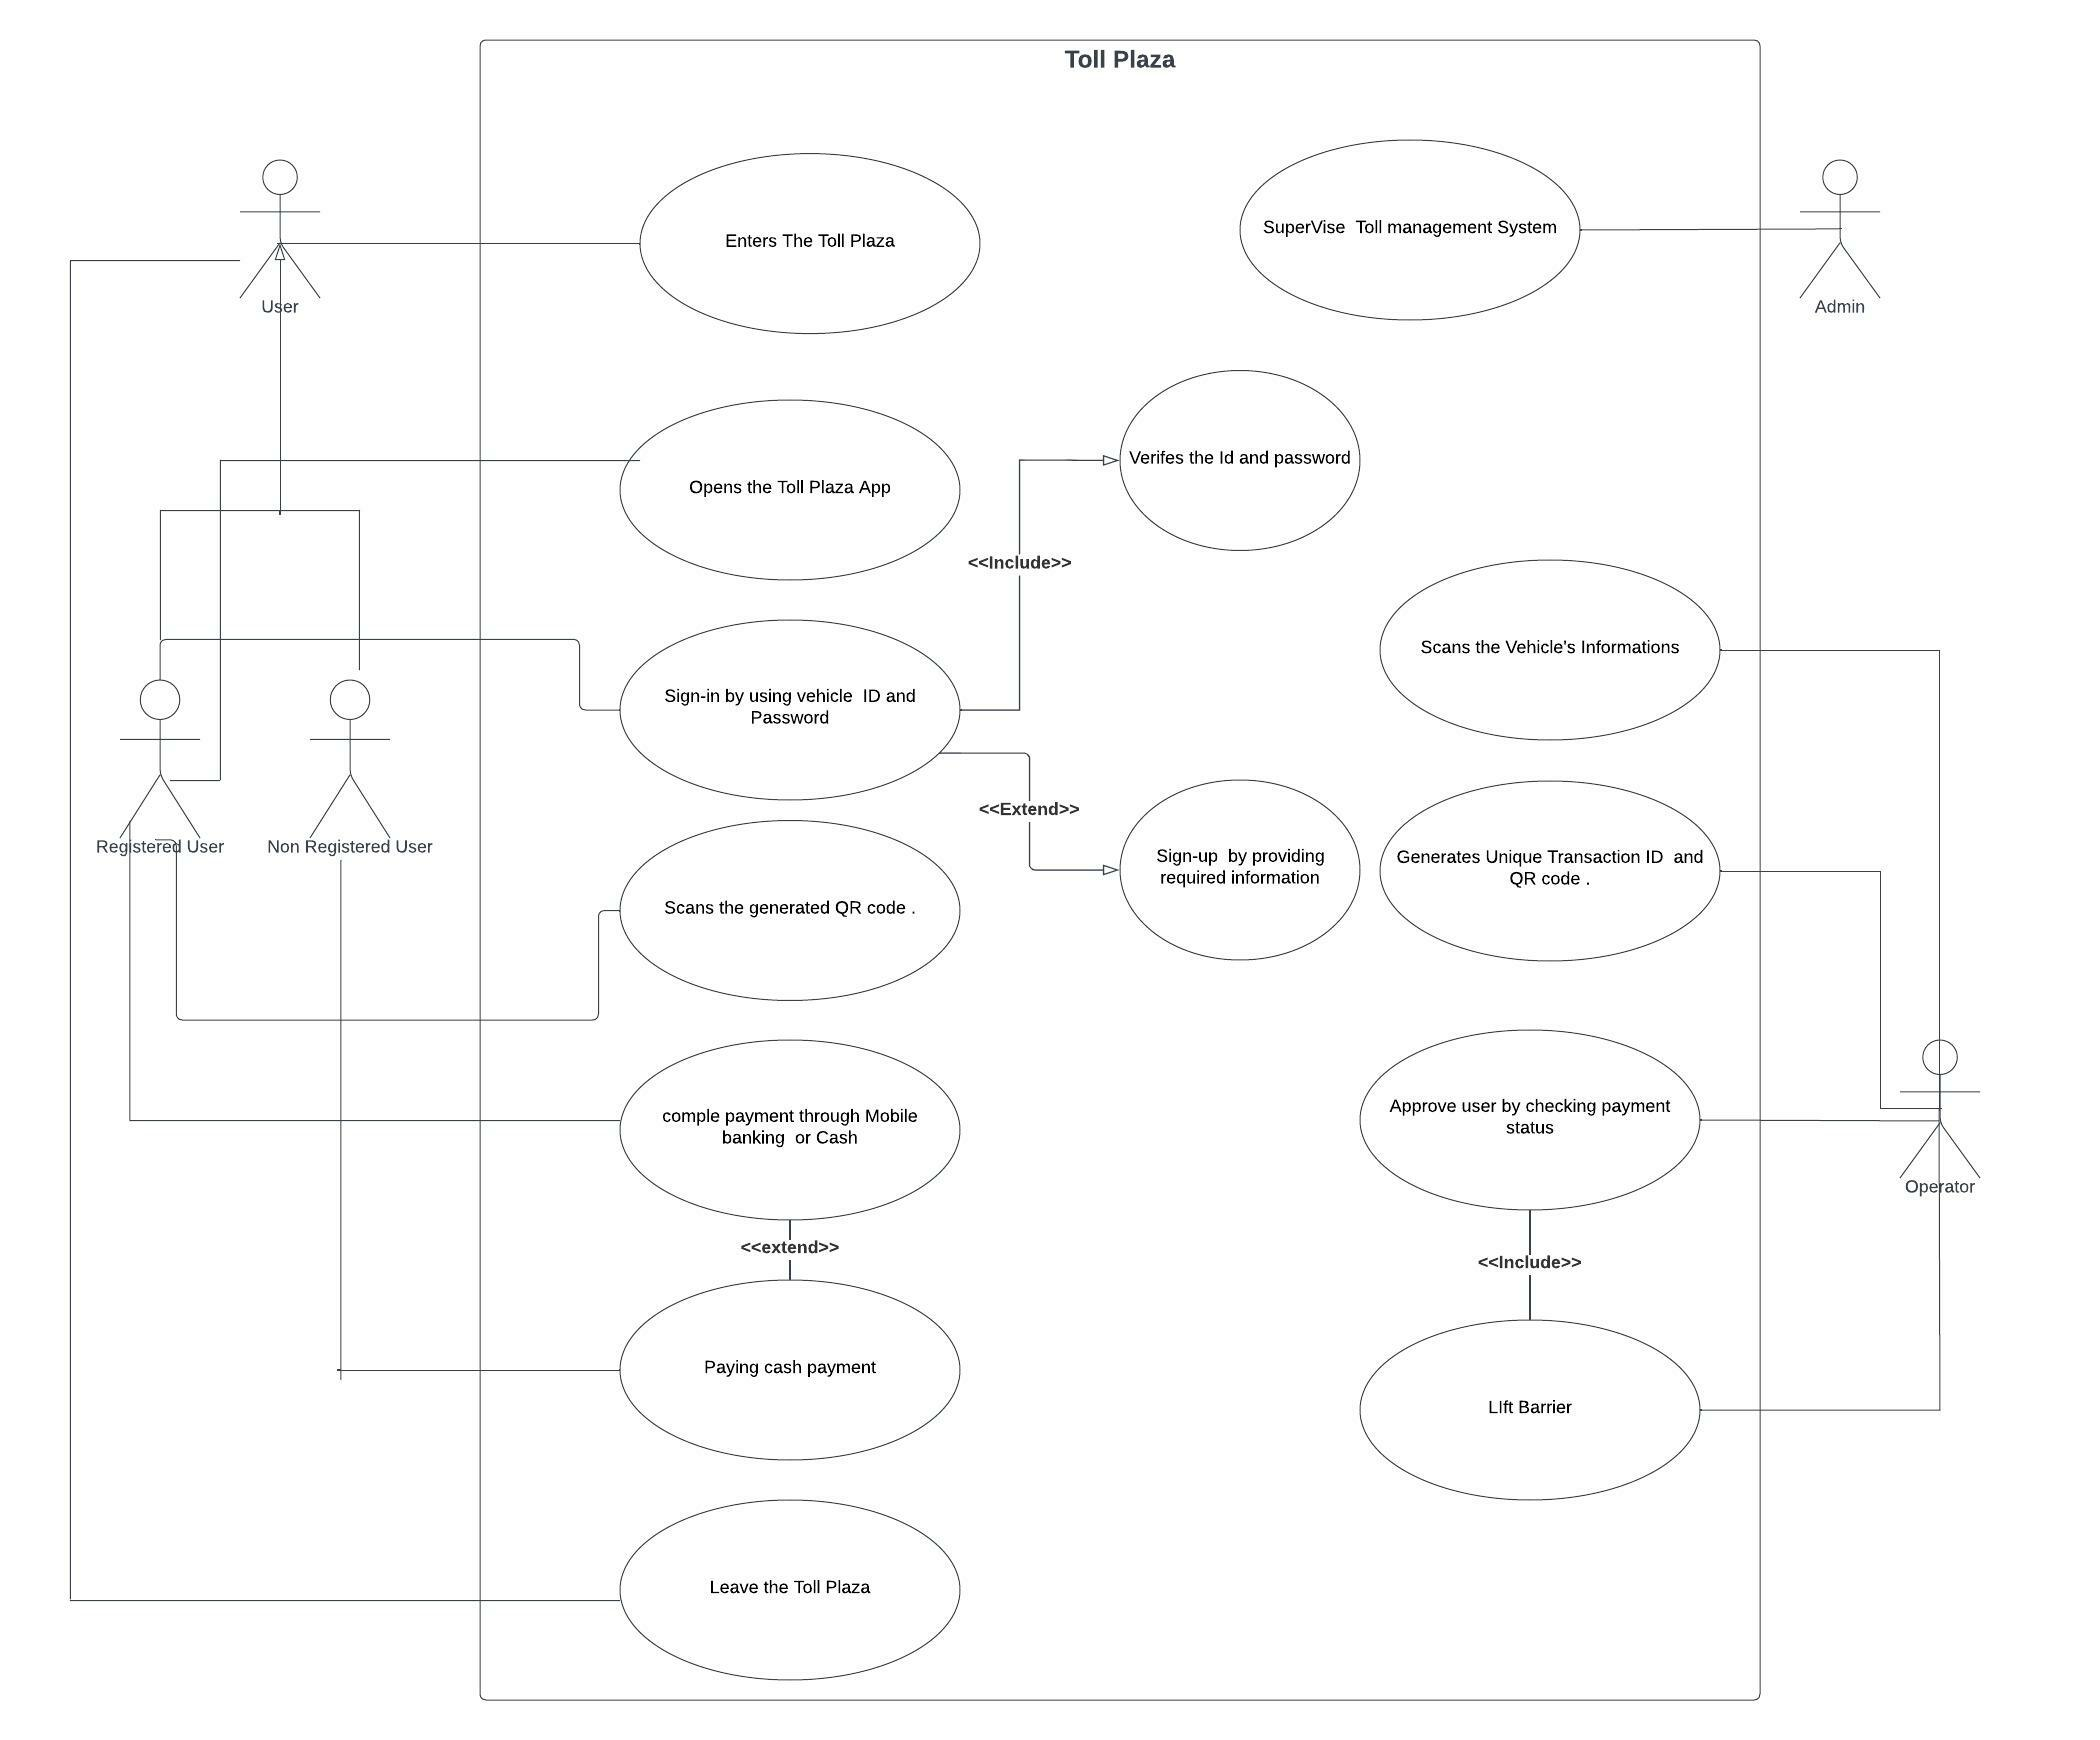 Toll Plaza
User
Enters The Toll Plaza
SuperVise  Toll management System
Admin
Opens the Toll Plaza App
Verifes the Id and password
<<Include>>
Scans the Vehicle's Informations
Sign-in by using vehicle  ID and
Password
<<Extend>>
Registered User
Non Registered User
Sign-up  by providing
required information
Generates Unique Transaction ID  and
QR code .
Scans the generated QR code .
comple payment through Mobile
banking  or Cash
Approve user by checking payment
status
Operator
<<extend>>
<<Include>>
Paying cash payment
LIft Barrier
Leave the Toll Plaza